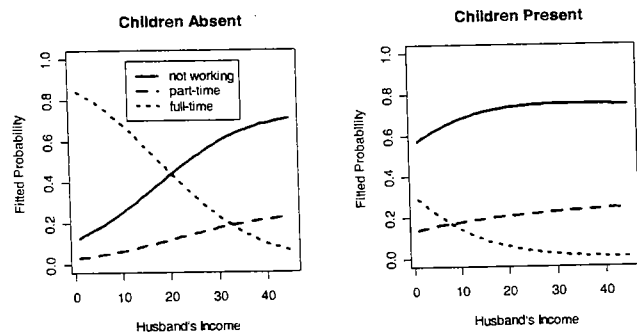 Children Absent
1.0
0.8
0.6
0.4
0.2
0.0
Fitted Probability
not working
part-time
full-time
0 10 20 30 40
Husband's Income
Children Present
1.0
0.8
0.6
0.4
0.2
0.0
Fitted Probability
0 10 20 30 40
Husband's Income